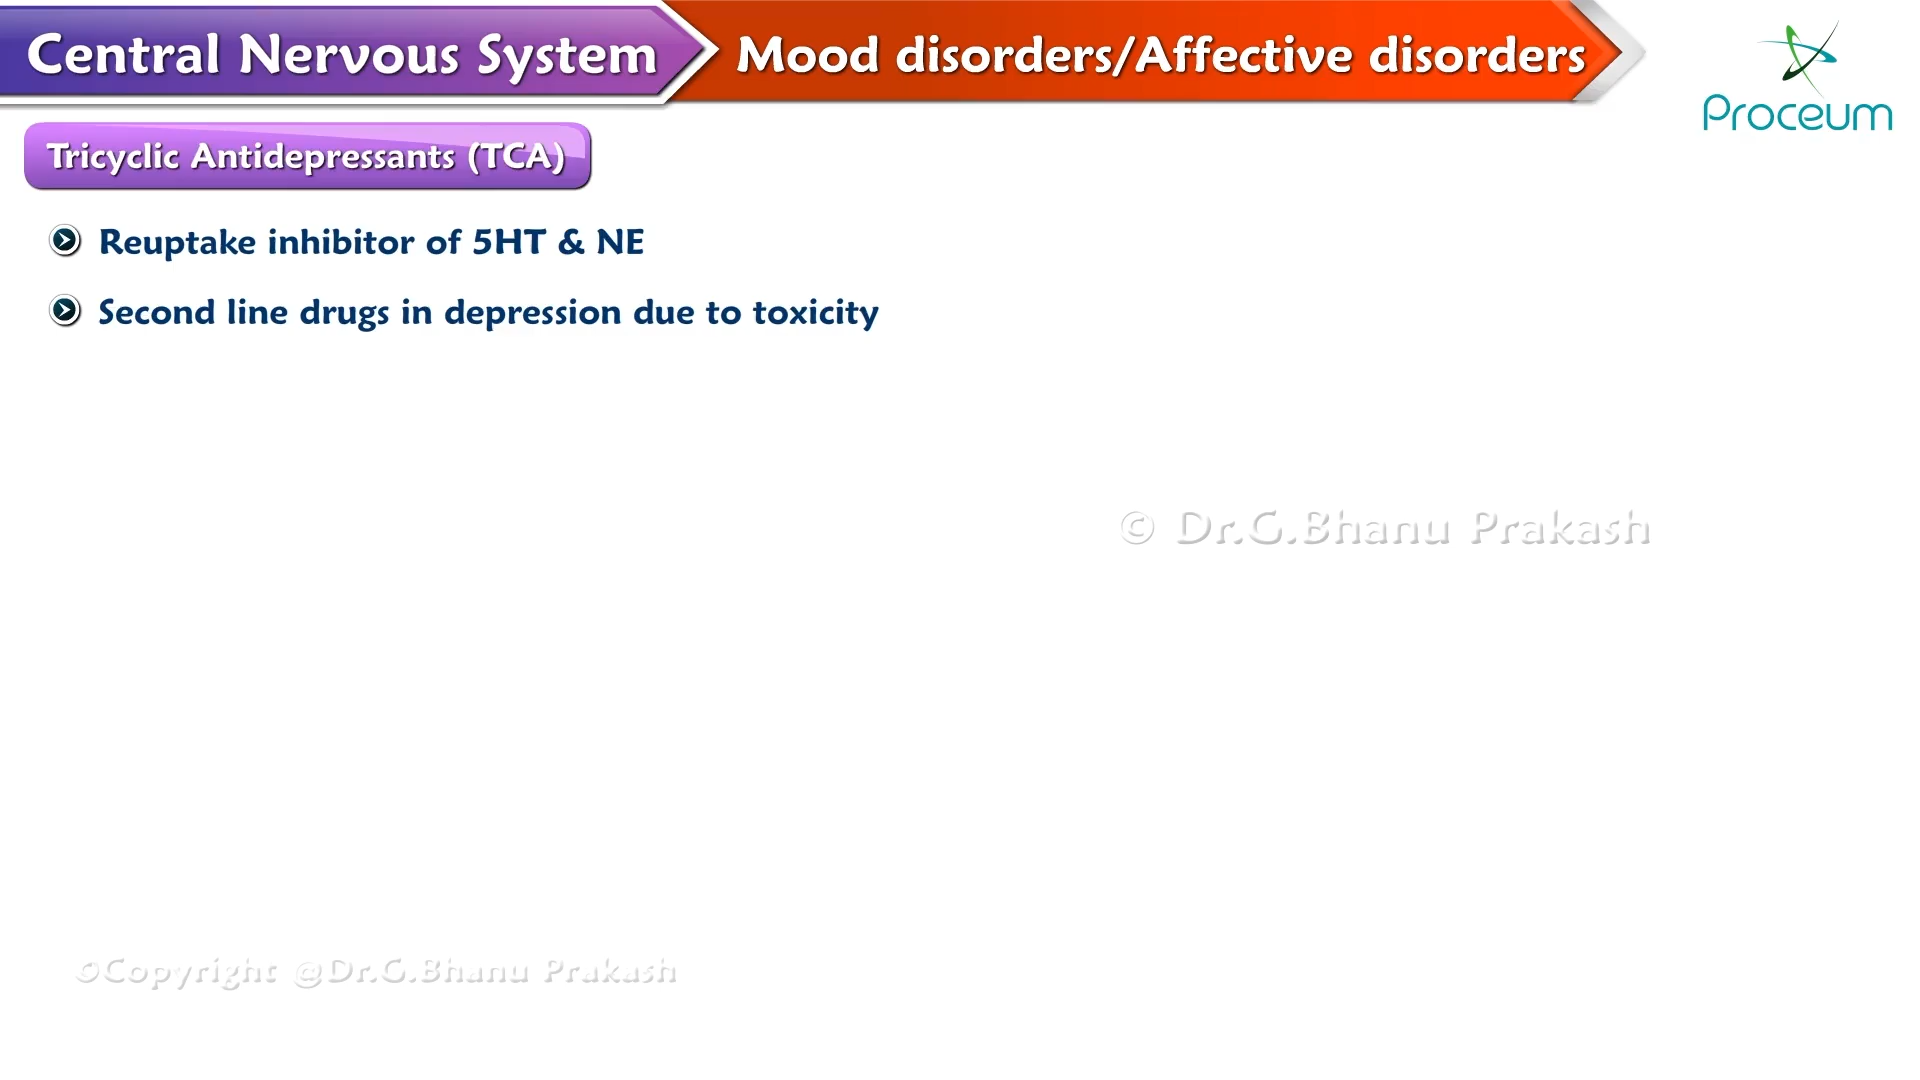 Central Nervous System
Mood disorders/Affective disorders
Proceum
Tricyclic Antidepressants (TCA)
Reuptake inhibitor of 5HT & NE
Second line drugs in depression due to toxicity
© Dr.G.Bhanu Prakash
©Copyright @Dr.G.Bhanu Prakash